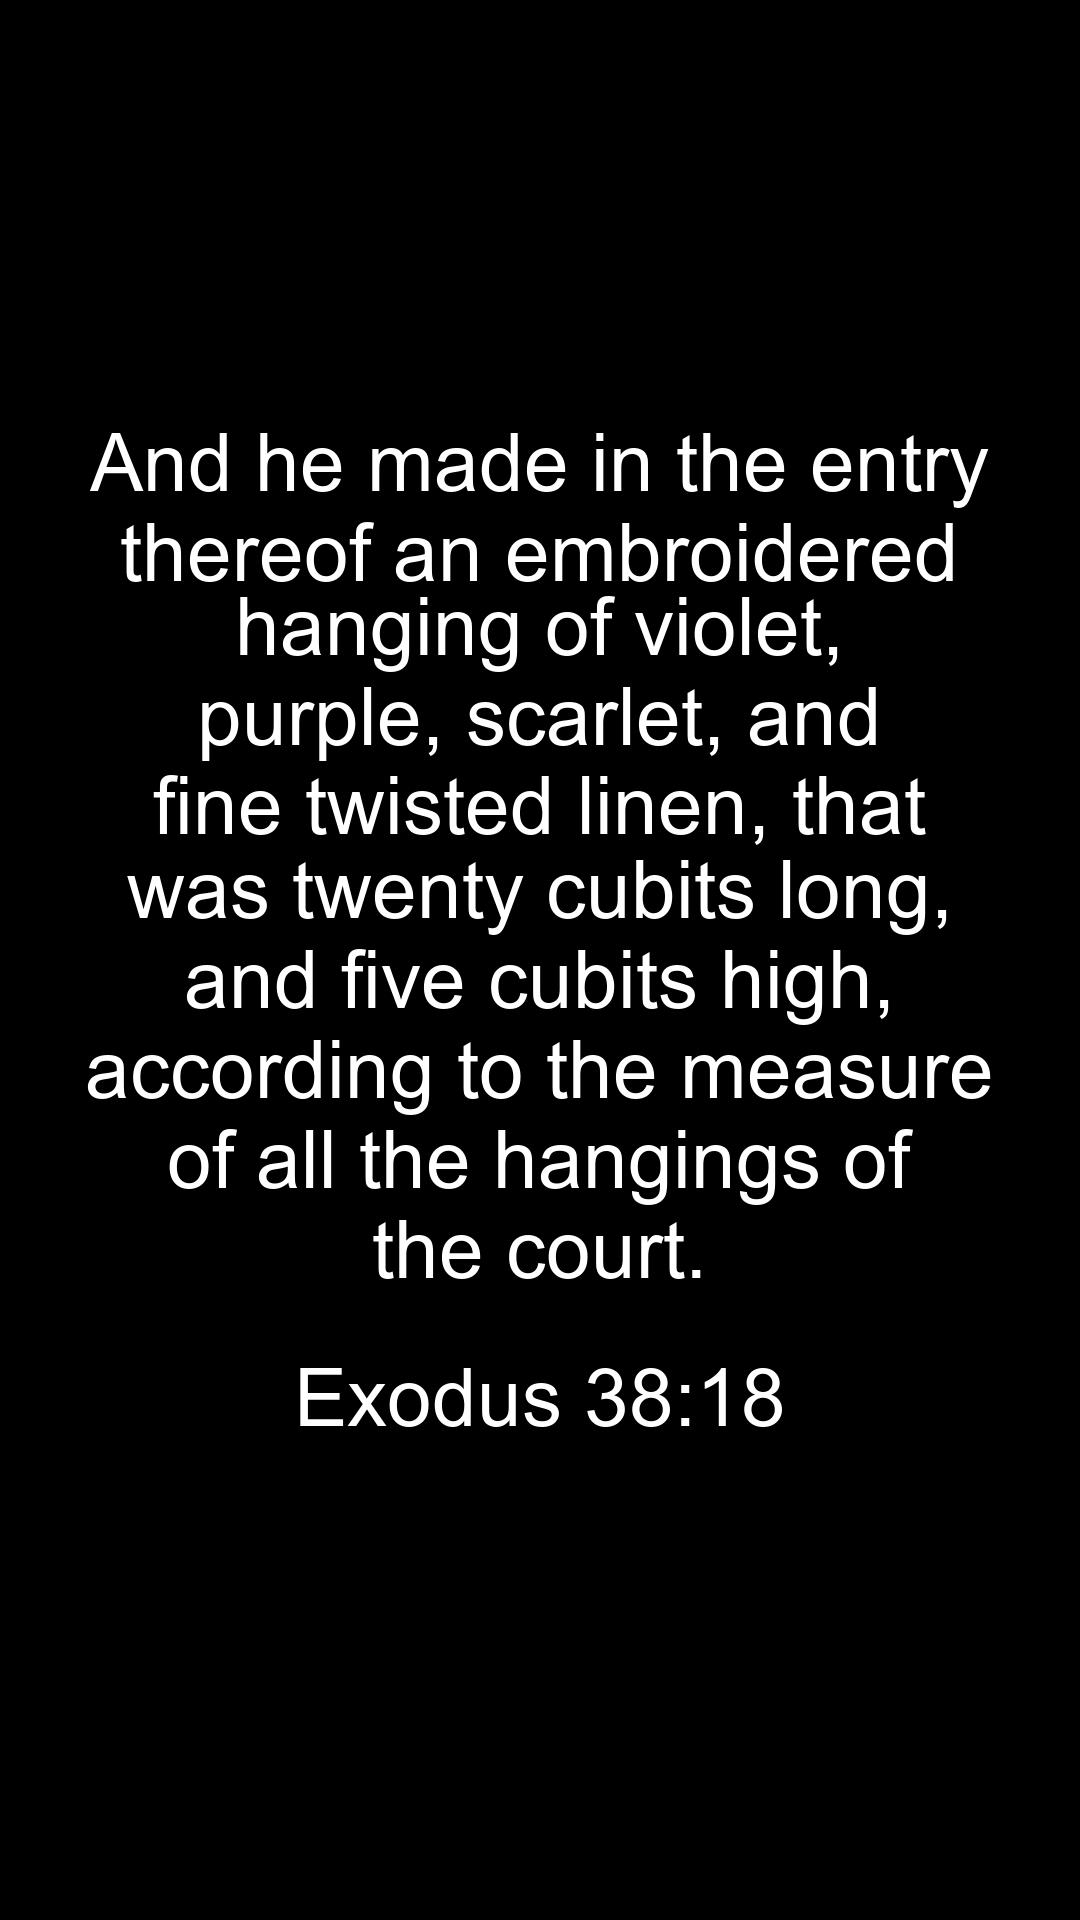 And he made in the entry
thereof an embroidered
hanging of violet,
purple, scarlet, and
fine twisted linen, that
was twenty cubits long,
and five cubits high,
according to the measure
of all the hangings of
the court.
Exodus 38:18